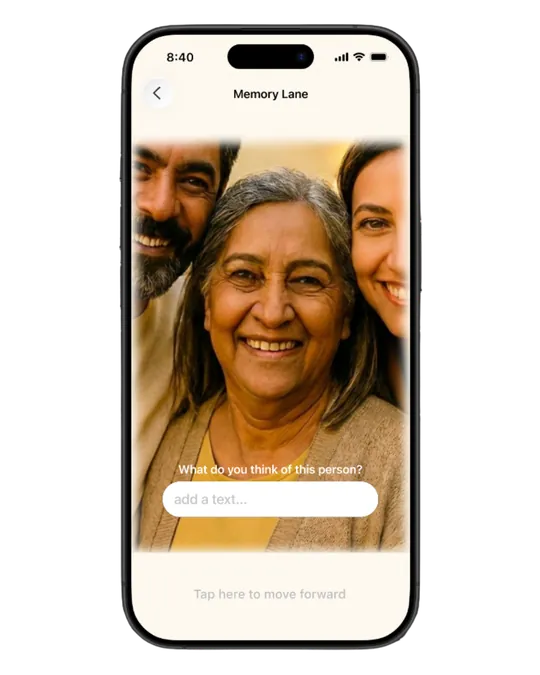 8:40
Memory Lane
What do you think of this person?
add a text...
Tap here to move forward